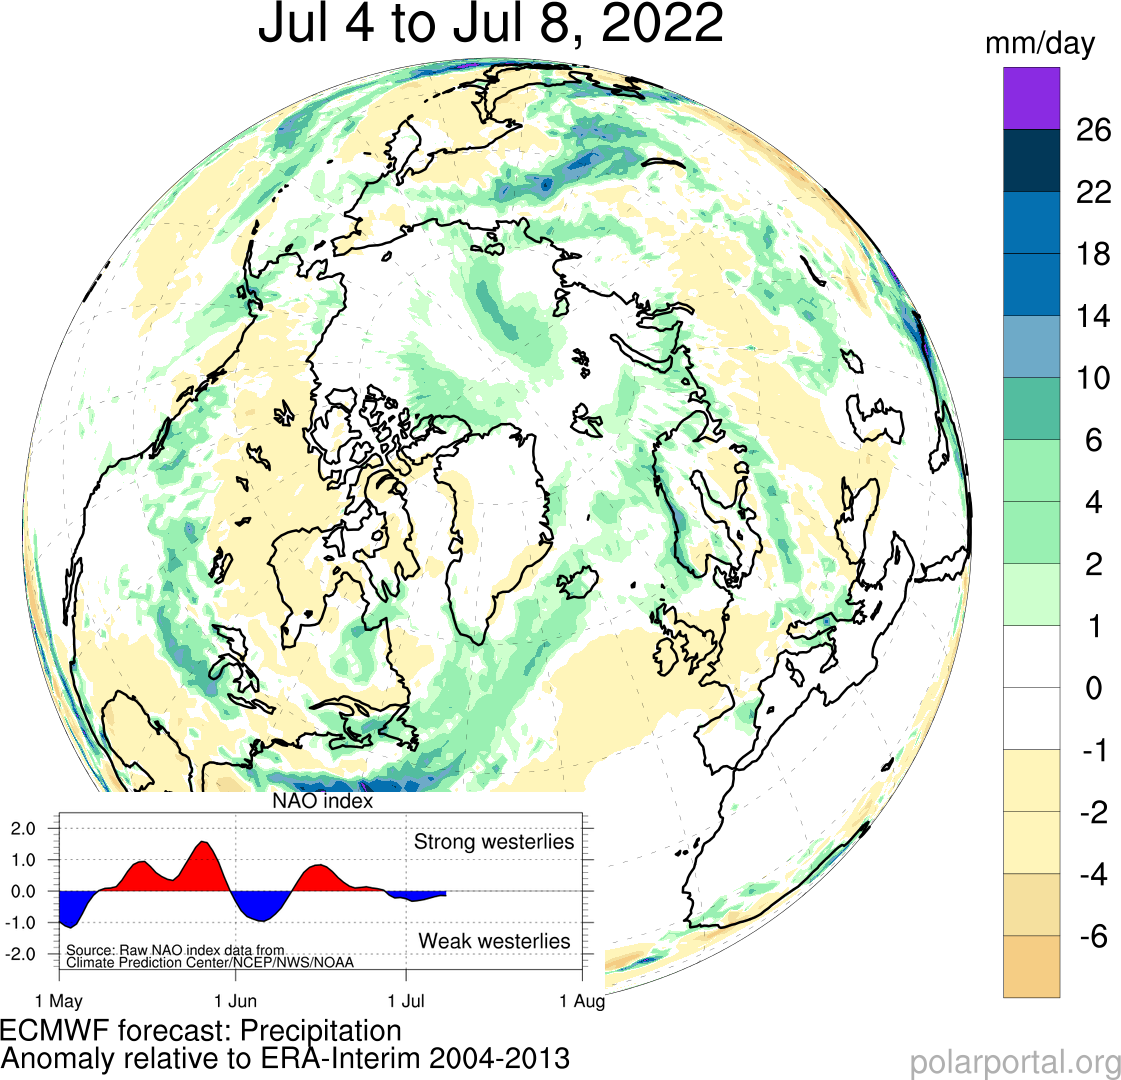 Jul 4 to Jul 8, 2022
mm/day
26
22
18
14
10
6
4
2
1
0
-1
-2
-4
-6
NAO index
2.0
1.0
0.0
-1.0
-2.0
Strong westerlies
Weak westerlies
Source: Raw NAO index data from
Climate Prediction Center/NCEP/NWS/NOAA
1 May
1 Jun
1 Jul
1 Aug
ECMWF forecast: Precipitation
Anomaly relative to ERA-Interim 2004-2013
polarportal.org